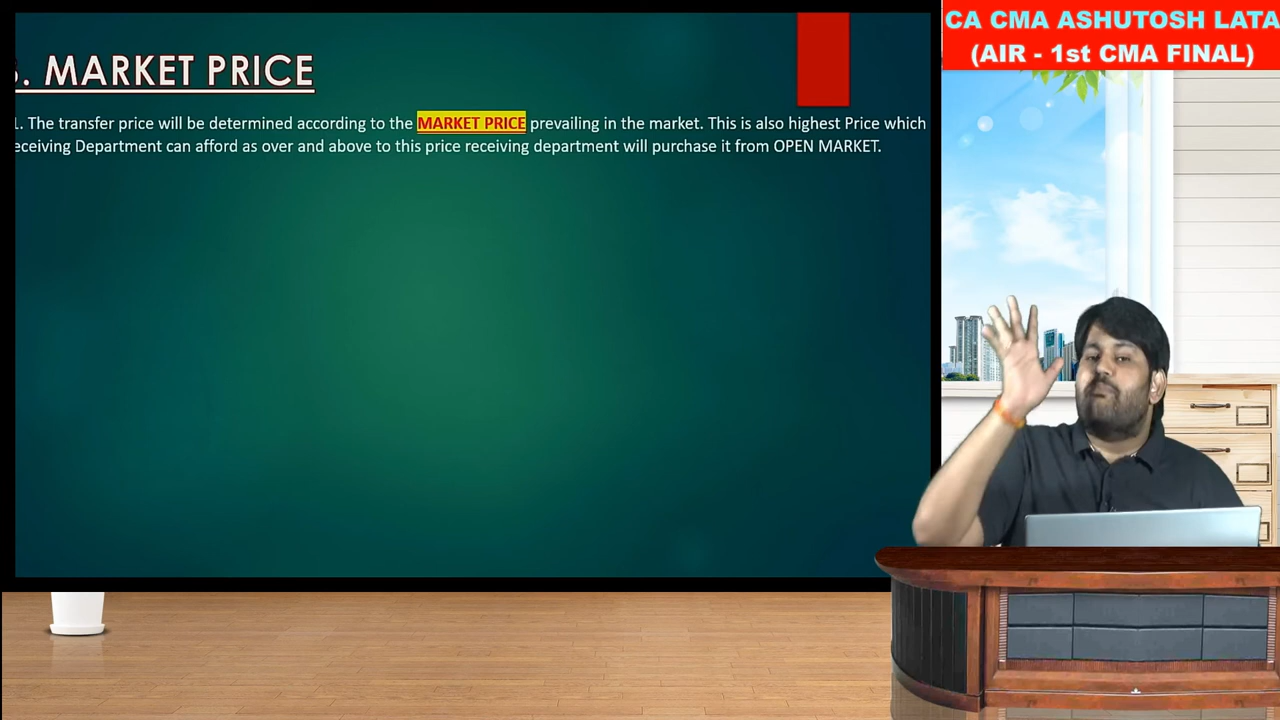 CA CMA ASHUTOSH LATA
(AIR - 1st CMA FINAL)
. MARKET PRICE
1. The transfer price will be determined according to the MARKET PRICE prevailing in the market. This is also highest Price which
eceiving Department can afford as over and above to this price receiving department will purchase it from OPEN MARKET.